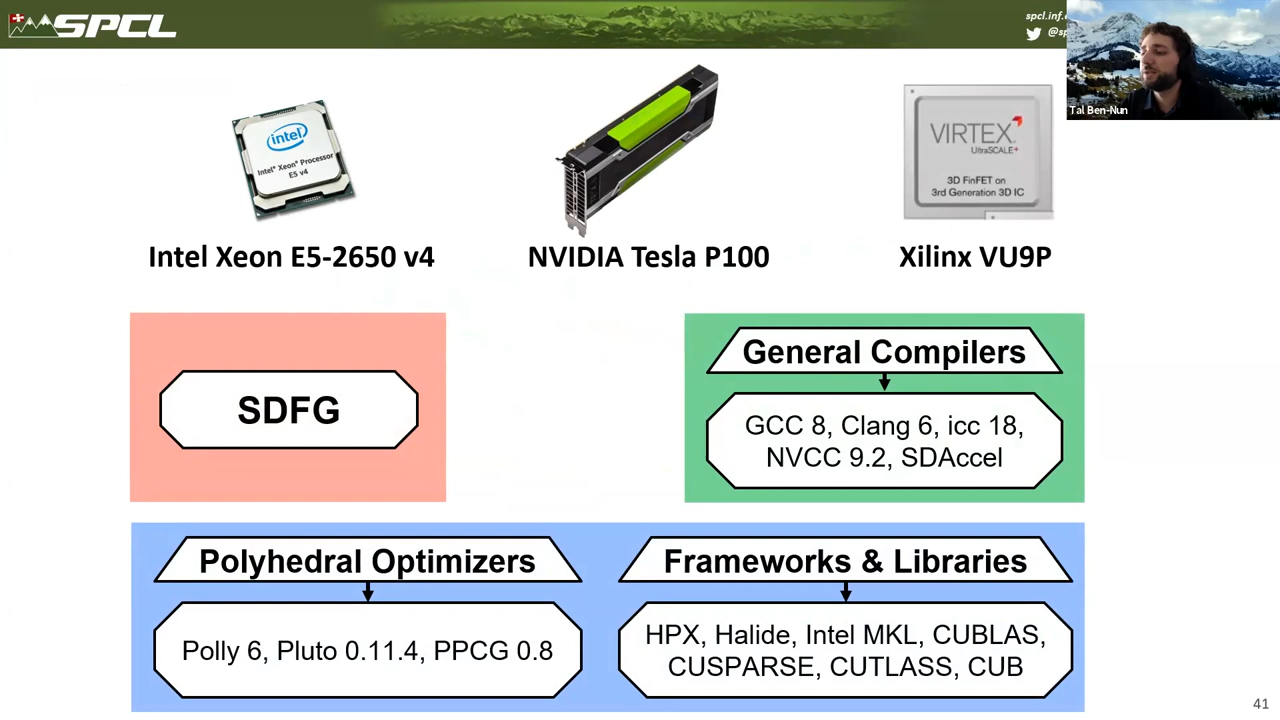 SPCL
spcl.inf.
@sp
Tal Ben-Nun
intel
Intel® Xeon® Processor
E5 v4
VIRTEX
UltraSCALE+
3D FinFET on
3rd Generation 3D IC
Intel Xeon E5-2650 v4
NVIDIA Tesla P100
Xilinx VU9P
SDFG
General Compilers
GCC 8, Clang 6, icc 18,
NVCC 9.2, SDAccel
Polyhedral Optimizers
Polly 6, Pluto 0.11.4, PPCG 0.8
Frameworks & Libraries
HPX, Halide, Intel MKL, CUBLAS,
CUSPARSE, CUTLASS, CUB
41